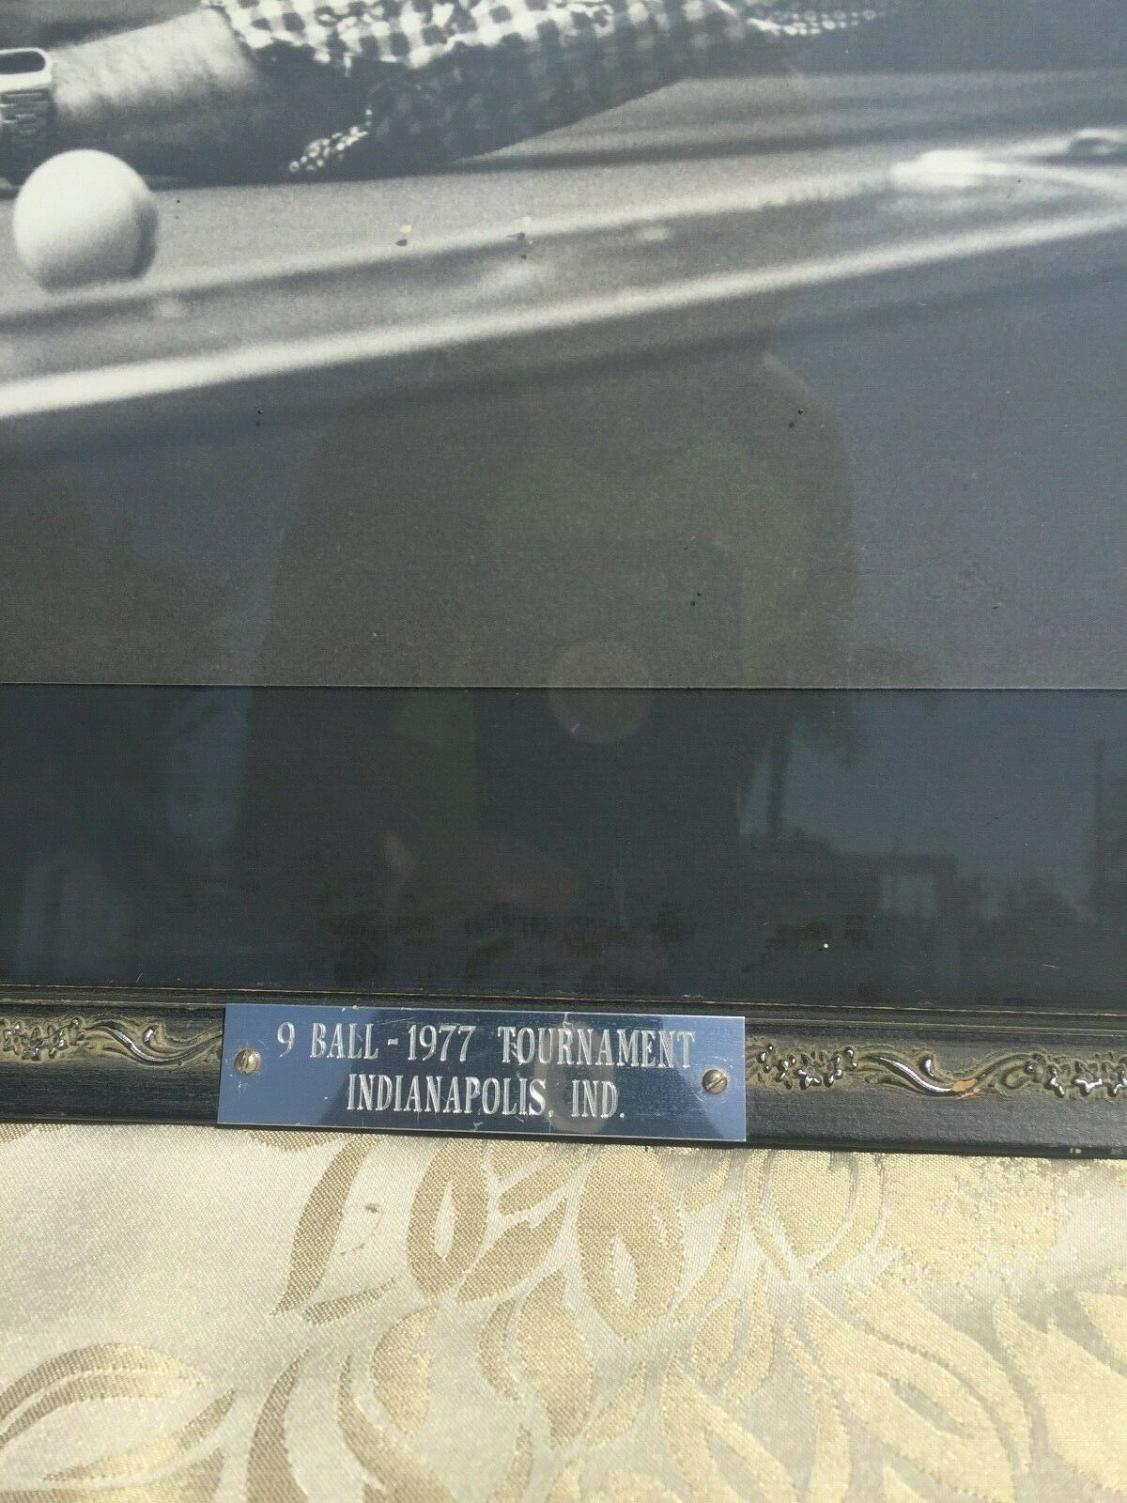 9 BALL - 1977 TOURNAMENT
INDIANAPOLIS, IND.